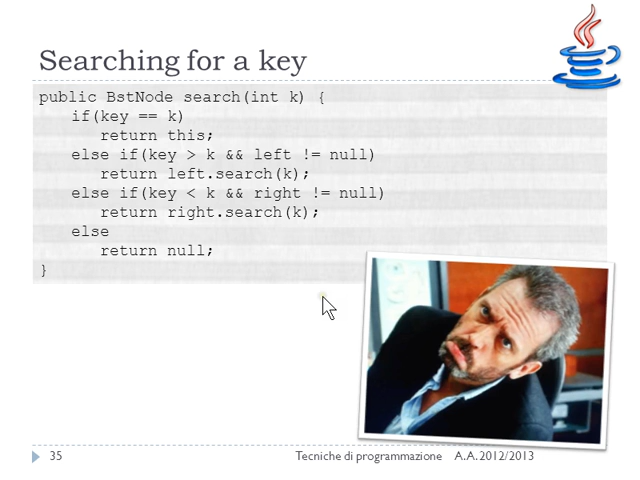 Searching for a key
public BstNode search(int k) {
if(key == k)
return this;
else if(key > k && left != null)
return left.search(k);
else if(key < k && right != null)
return right.search(k);
else
return null;
}
35
Tecniche di programmazione A.A. 2012/2013